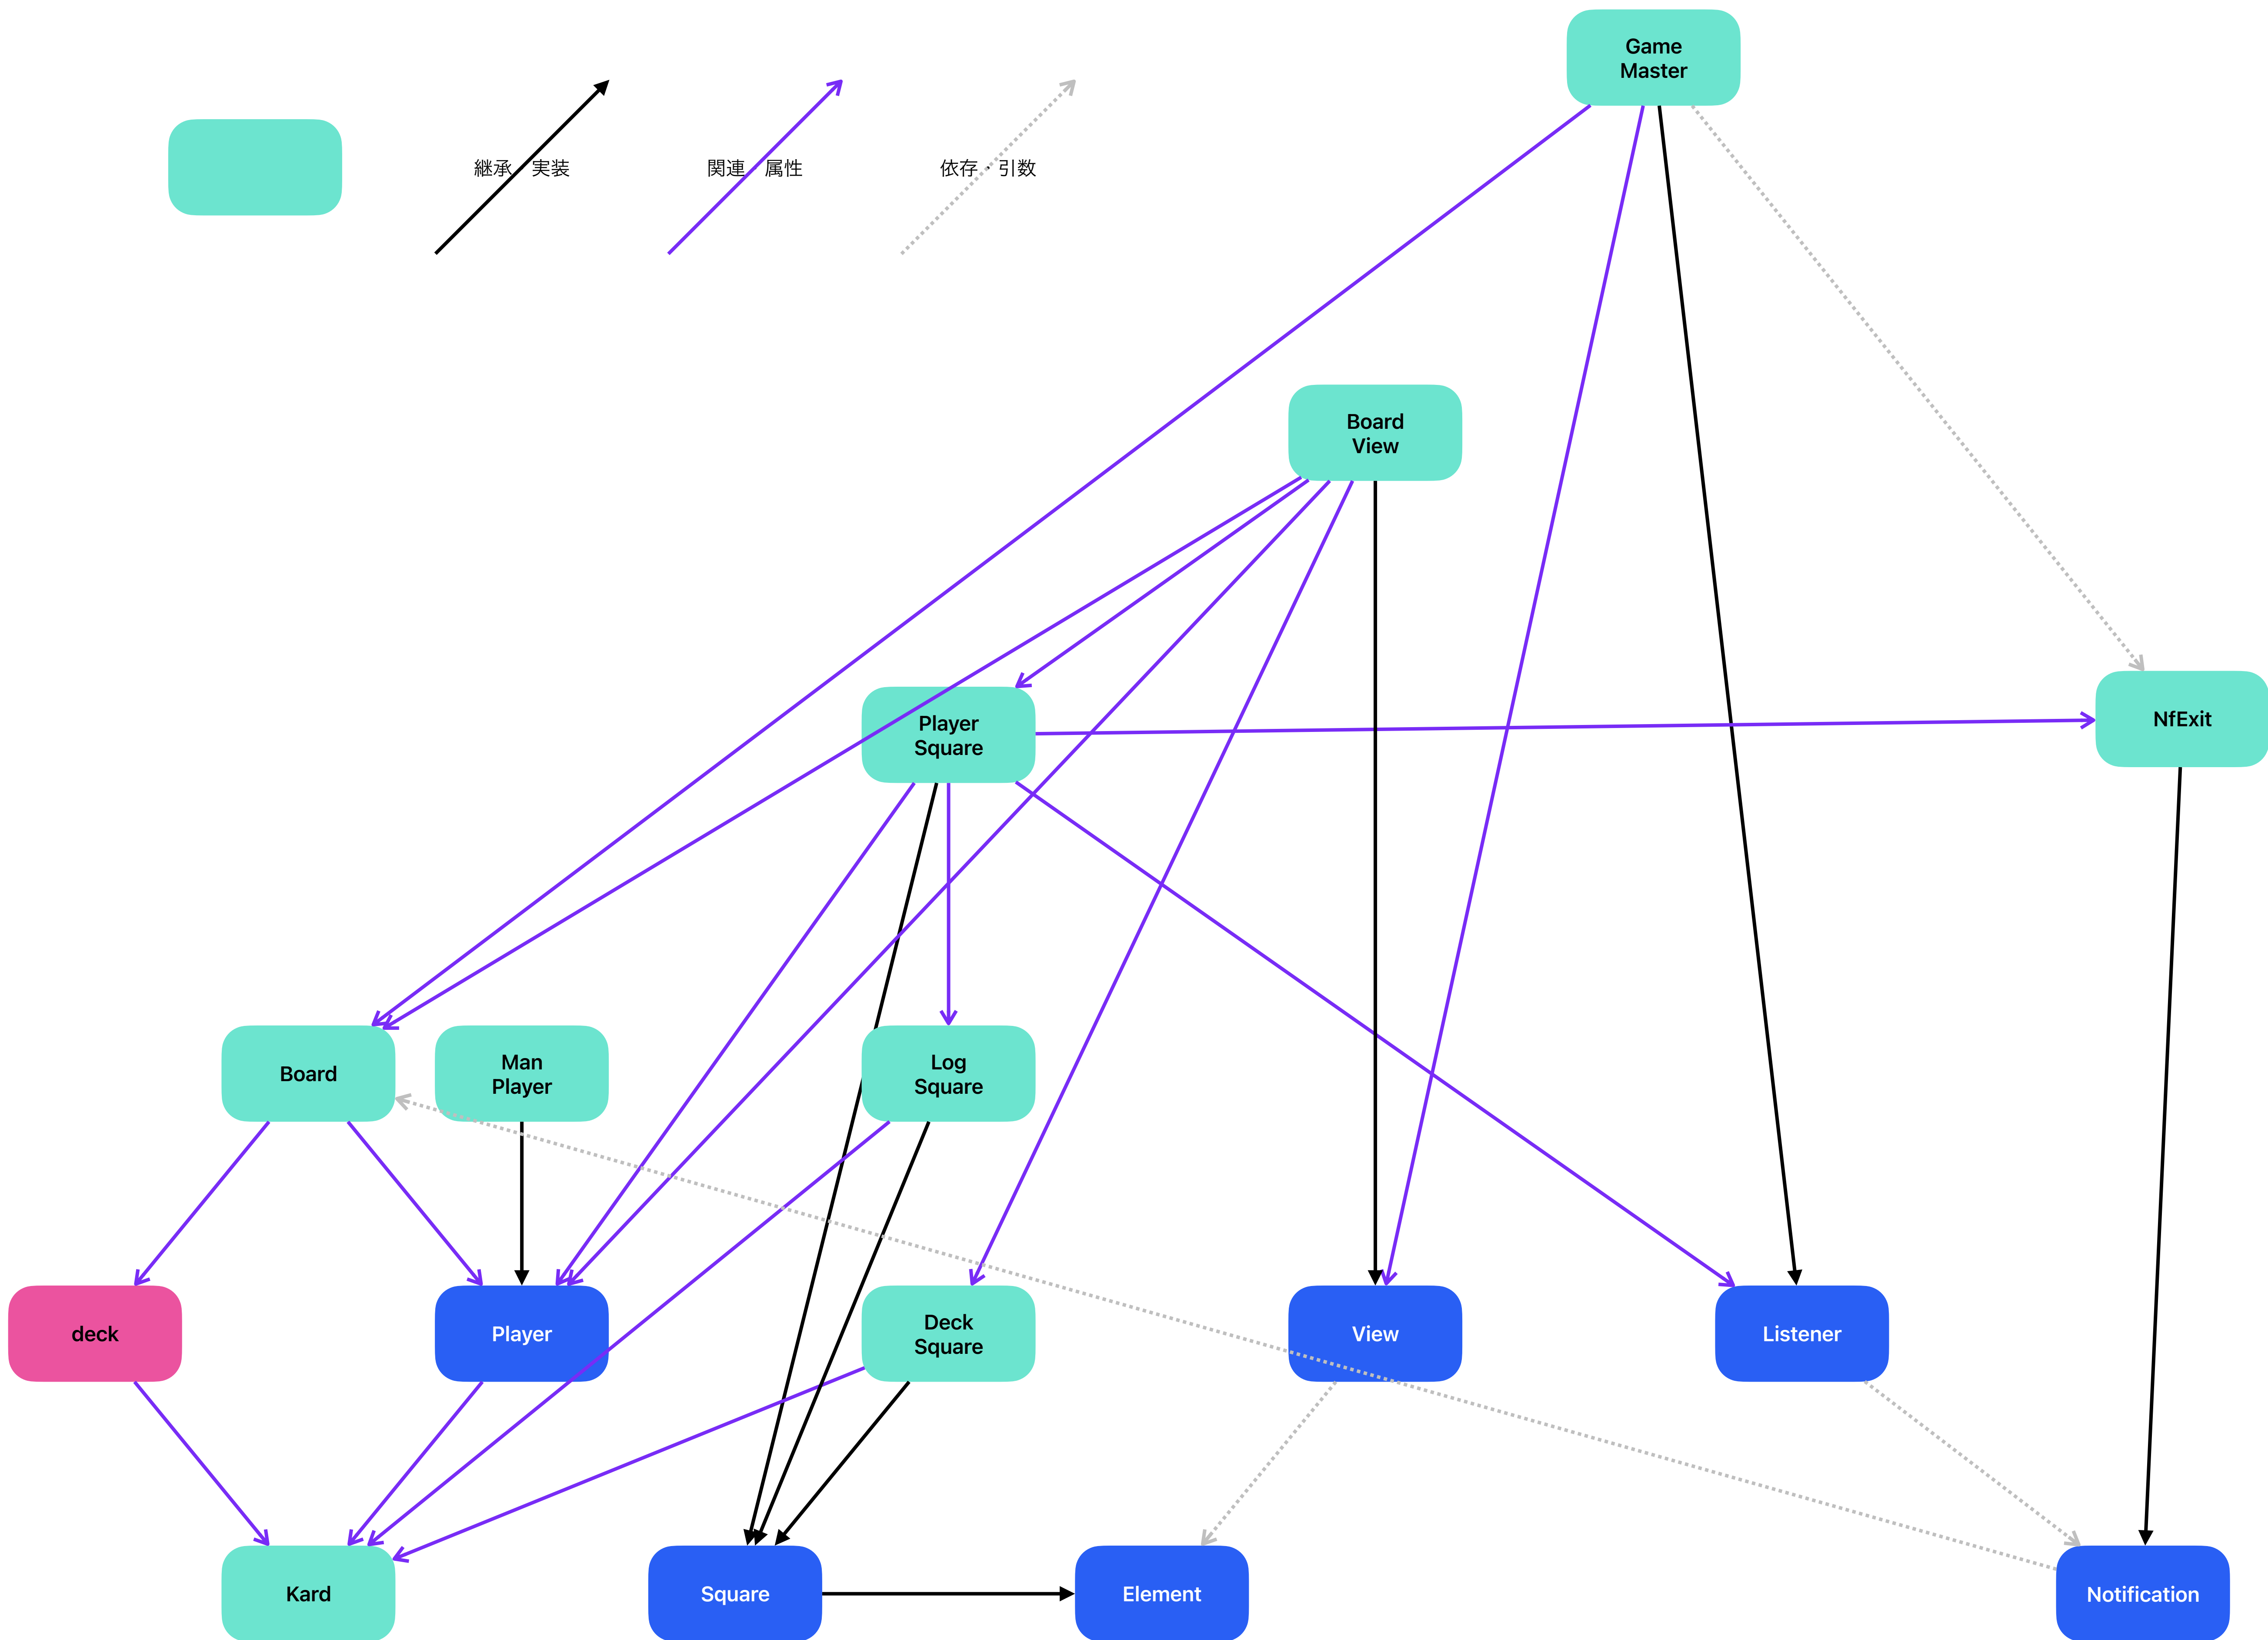 Game
Master
継承・実装
関連・属性
依存・引数
Board
View
Player
Square
NfExit
Board
Man
Player
Log
Square
deck
Player
Deck
Square
View
Listener
Kard
Square
Element
Notification